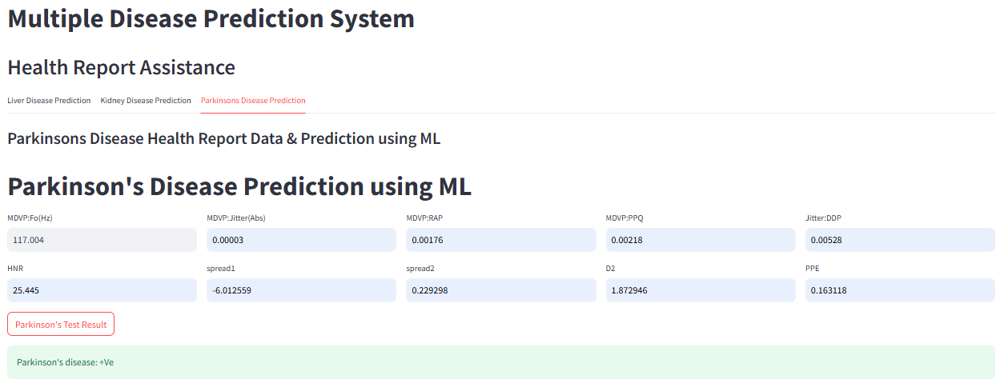 Multiple Disease Prediction System
Health Report Assistance
Liver Disease Prediction Kidney Disease Prediction Parkinsons Disease Prediction
Parkinsons Disease Health Report Data & Prediction using ML
Parkinson's Disease Prediction using ML
MDVP:Fo(Hz) MDVP:Jitter(Abs) MDVP:RAP MDVP:PPQ Jitter:DDP
117.004 0.00003 0.00176 0.00218 0.00528
HNR spread1 spread2 D2 PPE
25.445 -6.012559 0.229298 1.872946 0.163118
Parkinson's Test Result
Parkinson's disease: +Ve